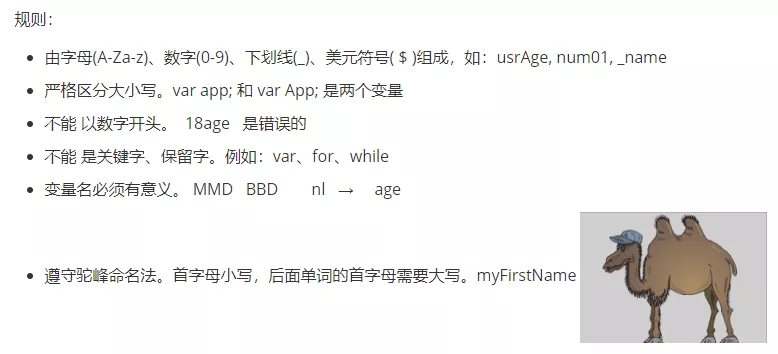 规则：
由字母(A-Za-z)、数字(0-9)、下划线(_)、美元符号( $ )组成，如：usrAge, num01, _name
严格区分大小写。var app; 和 var App; 是两个变量
不能 以数字开头。 18age 是错误的
不能 是关键字、保留字。例如：var、for、while
变量名必须有意义。 MMD BBD nl → age
遵守驼峰命名法。首字母小写，后面单词的首字母需要大写。myFirstName